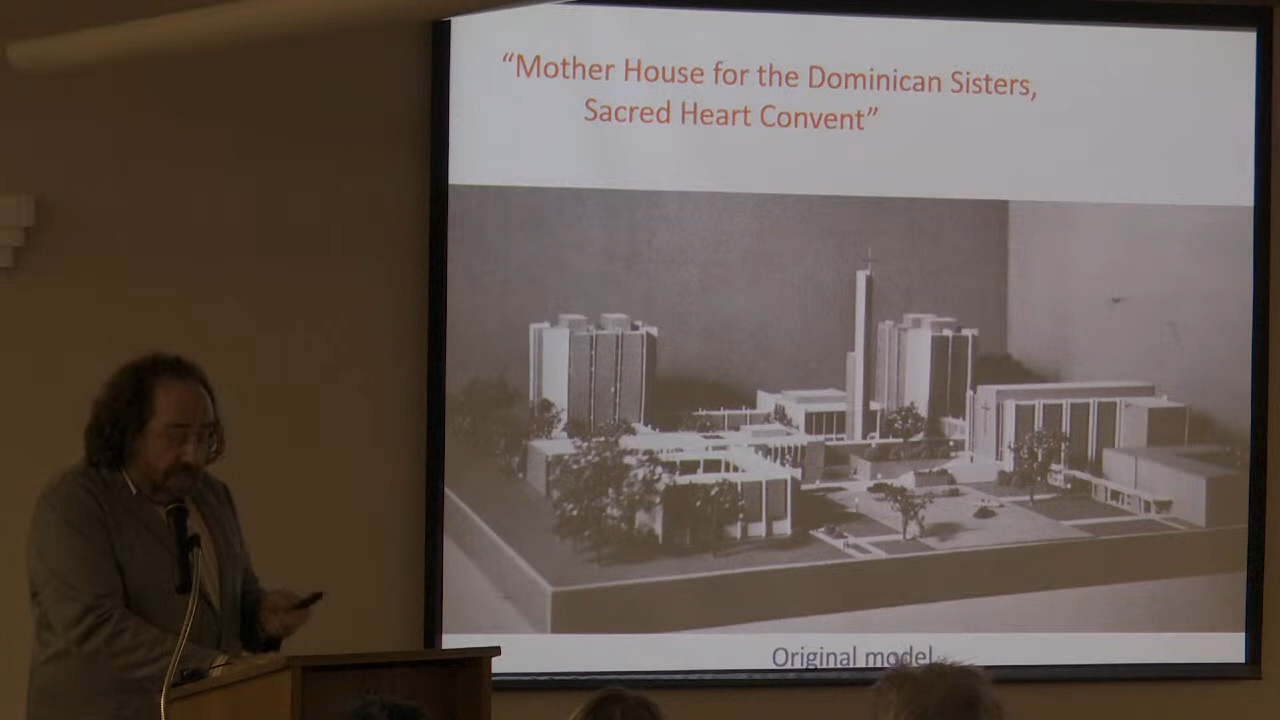 “Mother House for the Dominican Sisters,
Sacred Heart Convent”
Original model